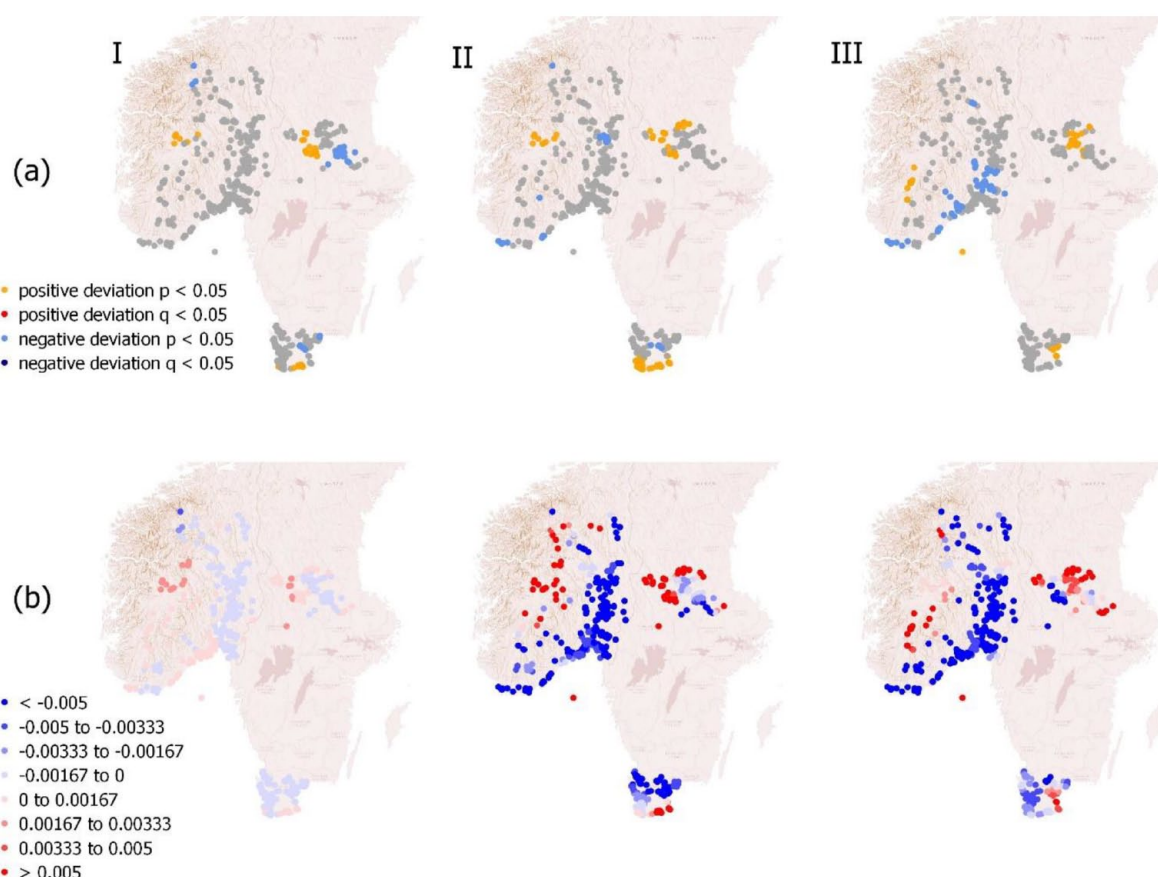 I
II
III
(a)
positive deviation p < 0.05
positive deviation q < 0.05
negative deviation p < 0.05
negative deviation q < 0.05
(b)
< -0.005
-0.005 to -0.00333
-0.00333 to -0.00167
-0.00167 to 0
0 to 0.00167
0.00167 to 0.00333
0.00333 to 0.005
> 0.005